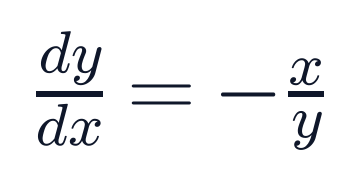 dy/dx = −x/y